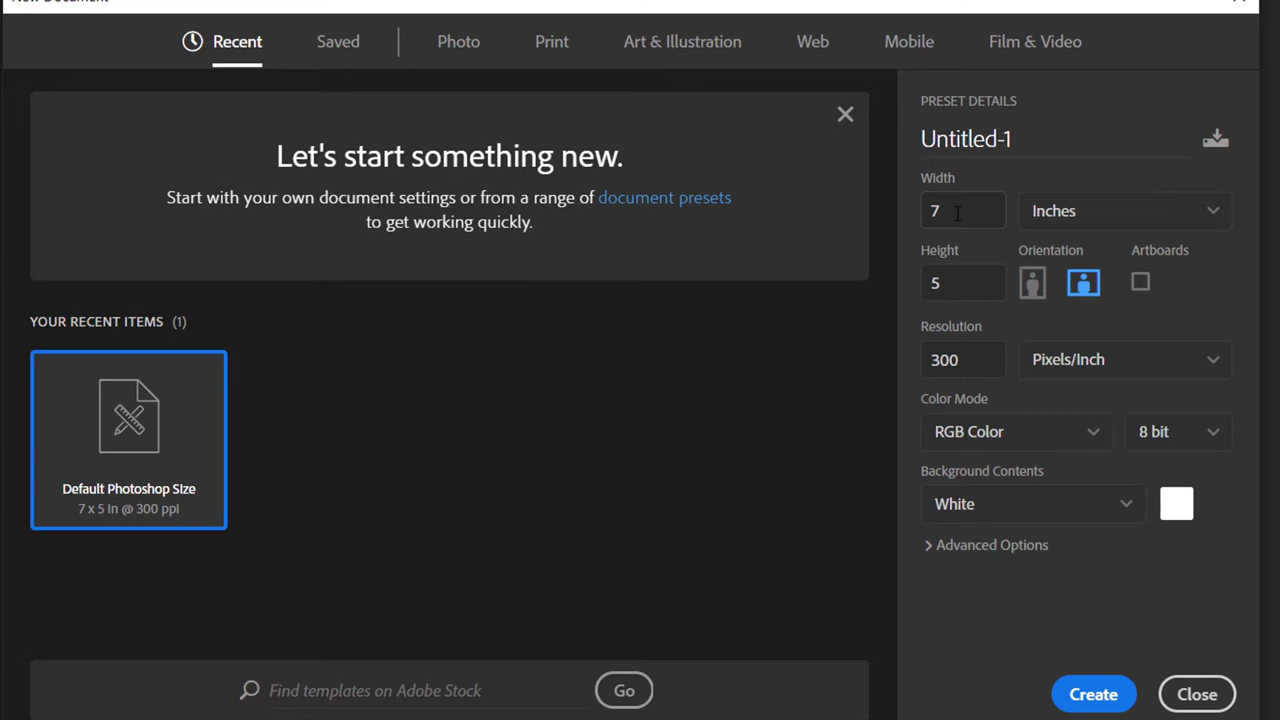 New Document
Recent
Saved
Photo
Print
Art & Illustration
Web
Mobile
Film & Video
Let's start something new.
Start with your own document settings or from a range of document presets
to get working quickly.
YOUR RECENT ITEMS (1)
Default Photoshop Size
7 x 5 in @ 300 ppi
Find templates on Adobe Stock
Go
PRESET DETAILS
Untitled-1
Width
7
Inches
Height
Orientation
Artboards
5
Resolution
300
Pixels/Inch
Color Mode
RGB Color
8 bit
Background Contents
White
Advanced Options
Create
Close